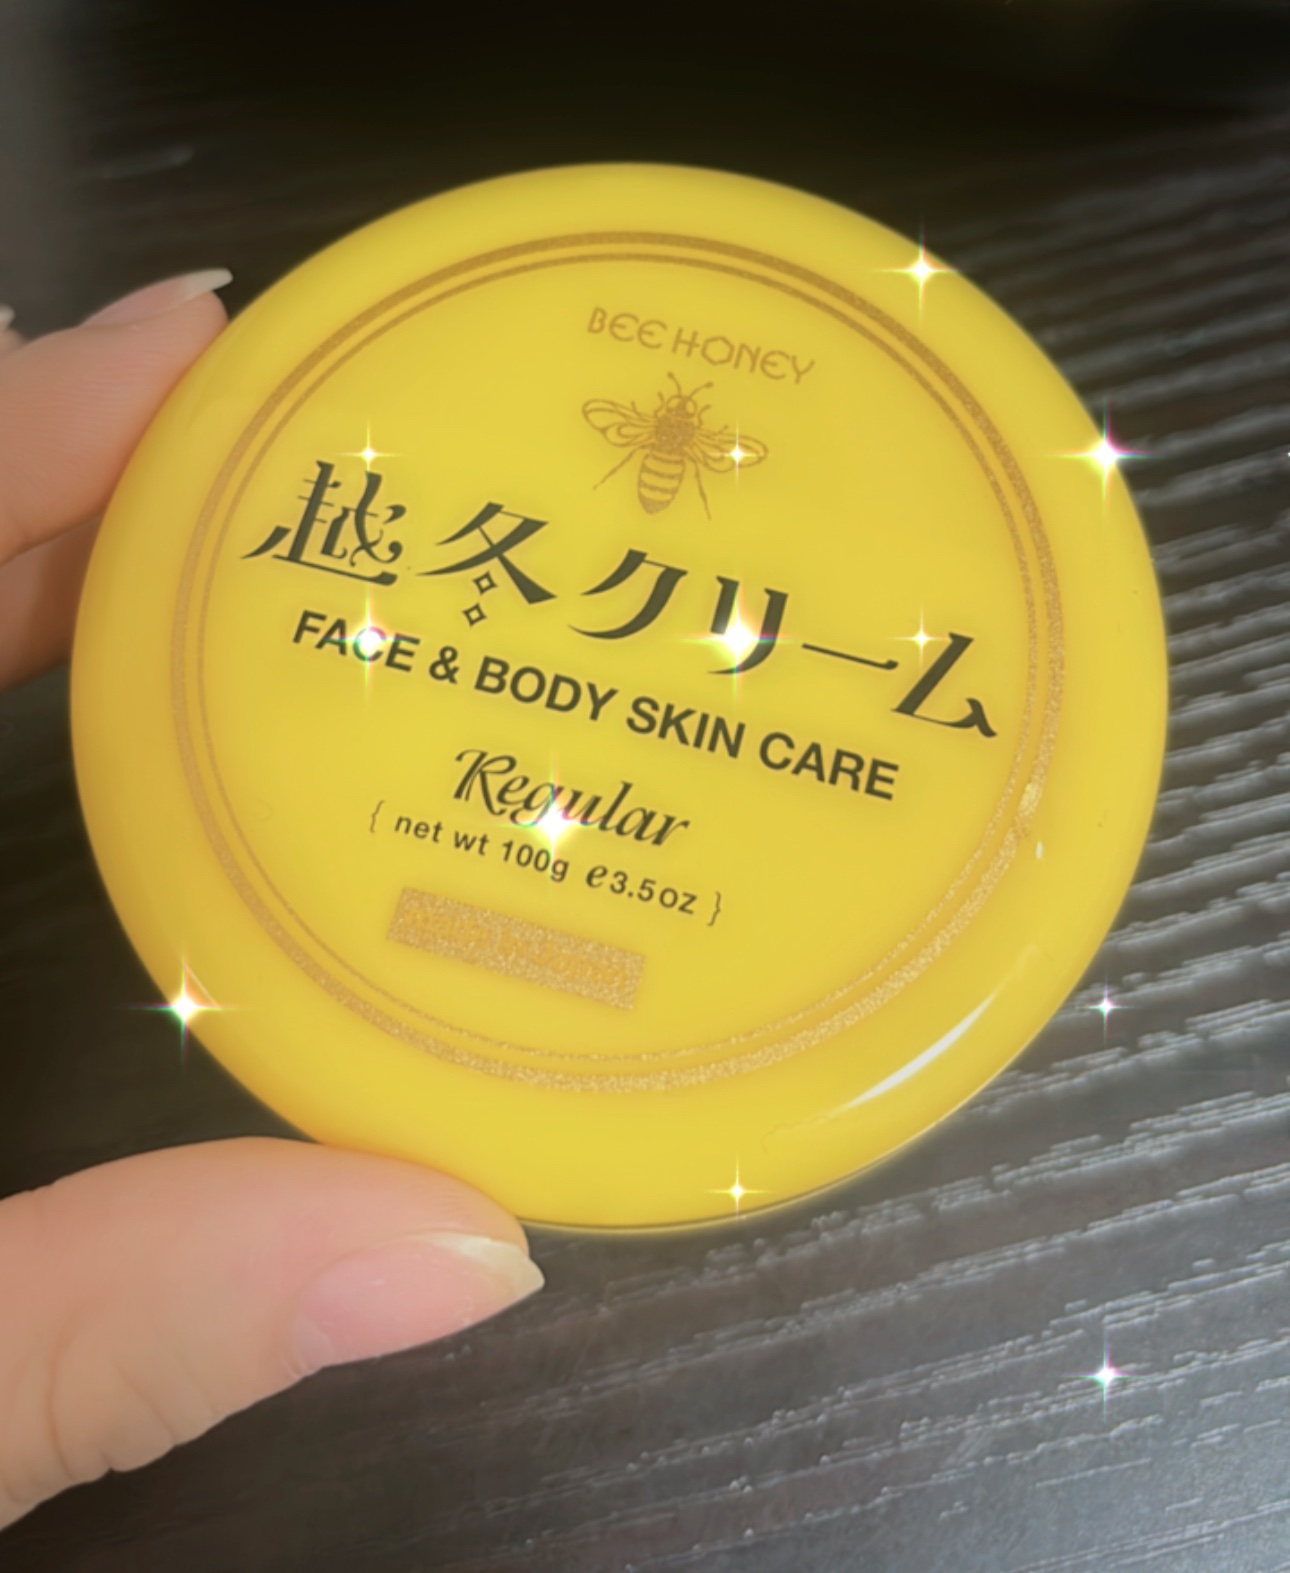 BEE HONEY
越冬クリーム
FACE & BODY SKIN CARE
Regular
{ net wt 100g e3.5oz }